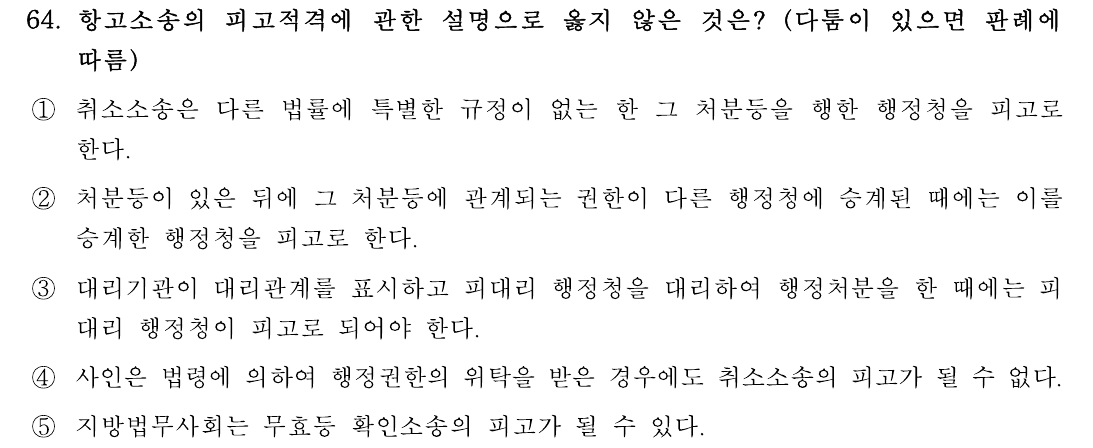 64. 항고소송의 피고적격에 관한 설명으로 옳지 않은 것은? (다툼이 있으면 판례에
따름)
① 취소소송은 다른 법률에 특별한 규정이 없는 한 그 처분등을 행한 행정청을 피고로
한다.
② 처분등이 있은 뒤에 그 처분등에 관계되는 권한이 다른 행정청에 승계된 때에는 이를
승계한 행정청을 피고로 한다.
③ 대리기관이 대리관계를 표시하고 피대리 행정청을 대리하여 행정처분을 한 때에는 피
대리 행정청이 피고로 되어야 한다.
④ 사인은 법령에 의하여 행정권한의 위탁을 받은 경우에도 취소소송의 피고가 될 수 없다.
⑤ 지방법무사회는 무효등 확인소송의 피고가 될 수 있다.